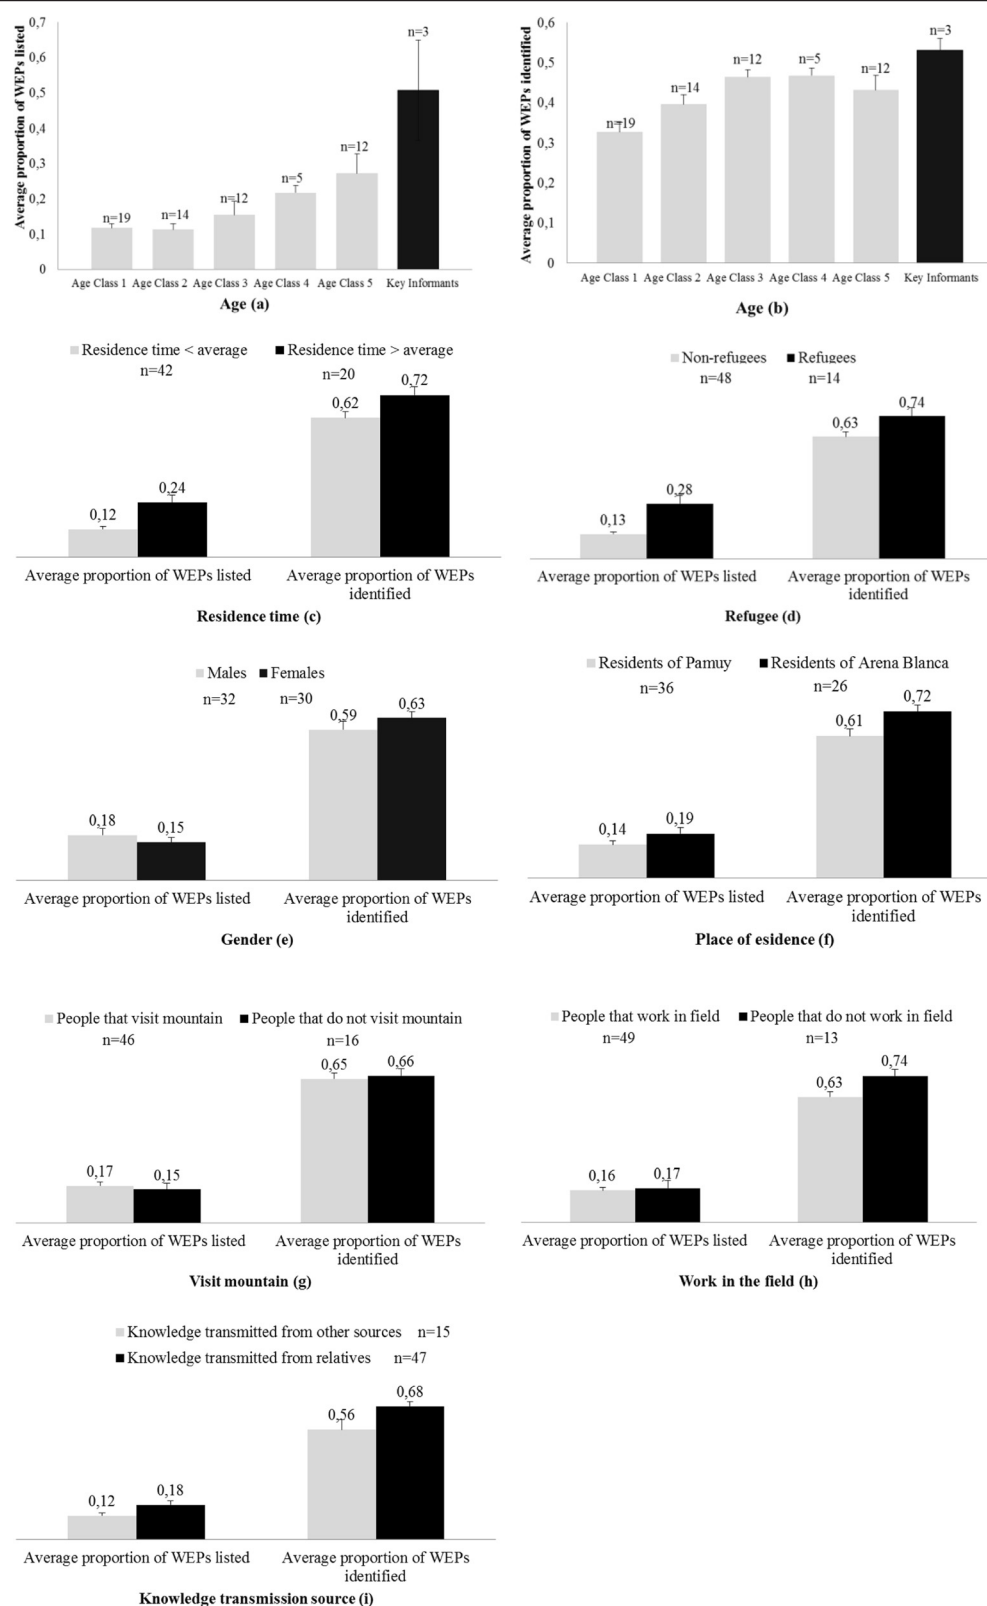 Average proportion of WEPs listed
0,7
0,6
0,5
0,4
0,3
0,2
0,1
0
n=19
n=14
n=12
n=5
n=12
n=3
Age Class 1 Age Class 2 Age Class 3 Age Class 4 Age Class 5 Key Informants
Age (a)
Average proportion of WEPs identified
0,6
0,5
0,4
0,3
0,2
0,1
0
n=19
n=14
n=12
n=5
n=12
n=3
Age Class 1 Age Class 2 Age Class 3 Age Class 4 Age Class 5 Key Informants
Age (b)
Residence time < average Residence time > average
n=42 n=20
0,12 0,24 0,62 0,72
Average proportion of WEPs listed Average proportion of WEPs
identified
Residence time (c)
Non-refugees Refugees
n=48 n=14
0,13 0,28 0,63 0,74
Average proportion of WEPs listed Average proportion of WEPs
identified
Refugee (d)
Males Females
n=32 n=30
0,18 0,15 0,59 0,63
Average proportion of WEPs listed Average proportion of WEPs
identified
Gender (e)
Residents of Pamuy Residents of Arena Blanca
n=36 n=26
0,14 0,19 0,61 0,72
Average proportion of WEPs listed Average proportion of WEPs
identified
Place of esidence (f)
People that visit mountain People that do not visit mountain
n=46 n=16
0,17 0,15 0,65 0,66
Average proportion of WEPs listed Average proportion of WEPs
identified
Visit mountain (g)
People that work in field People that do not work in field
n=49 n=13
0,16 0,17 0,63 0,74
Average proportion of WEPs listed Average proportion of WEPs
identified
Work in the field (h)
Knowledge transmitted from other sources n=15
Knowledge transmitted from relatives n=47
0,12 0,18 0,56 0,68
Average proportion of WEPs listed Average proportion of WEPs
identified
Knowledge transmission source (i)